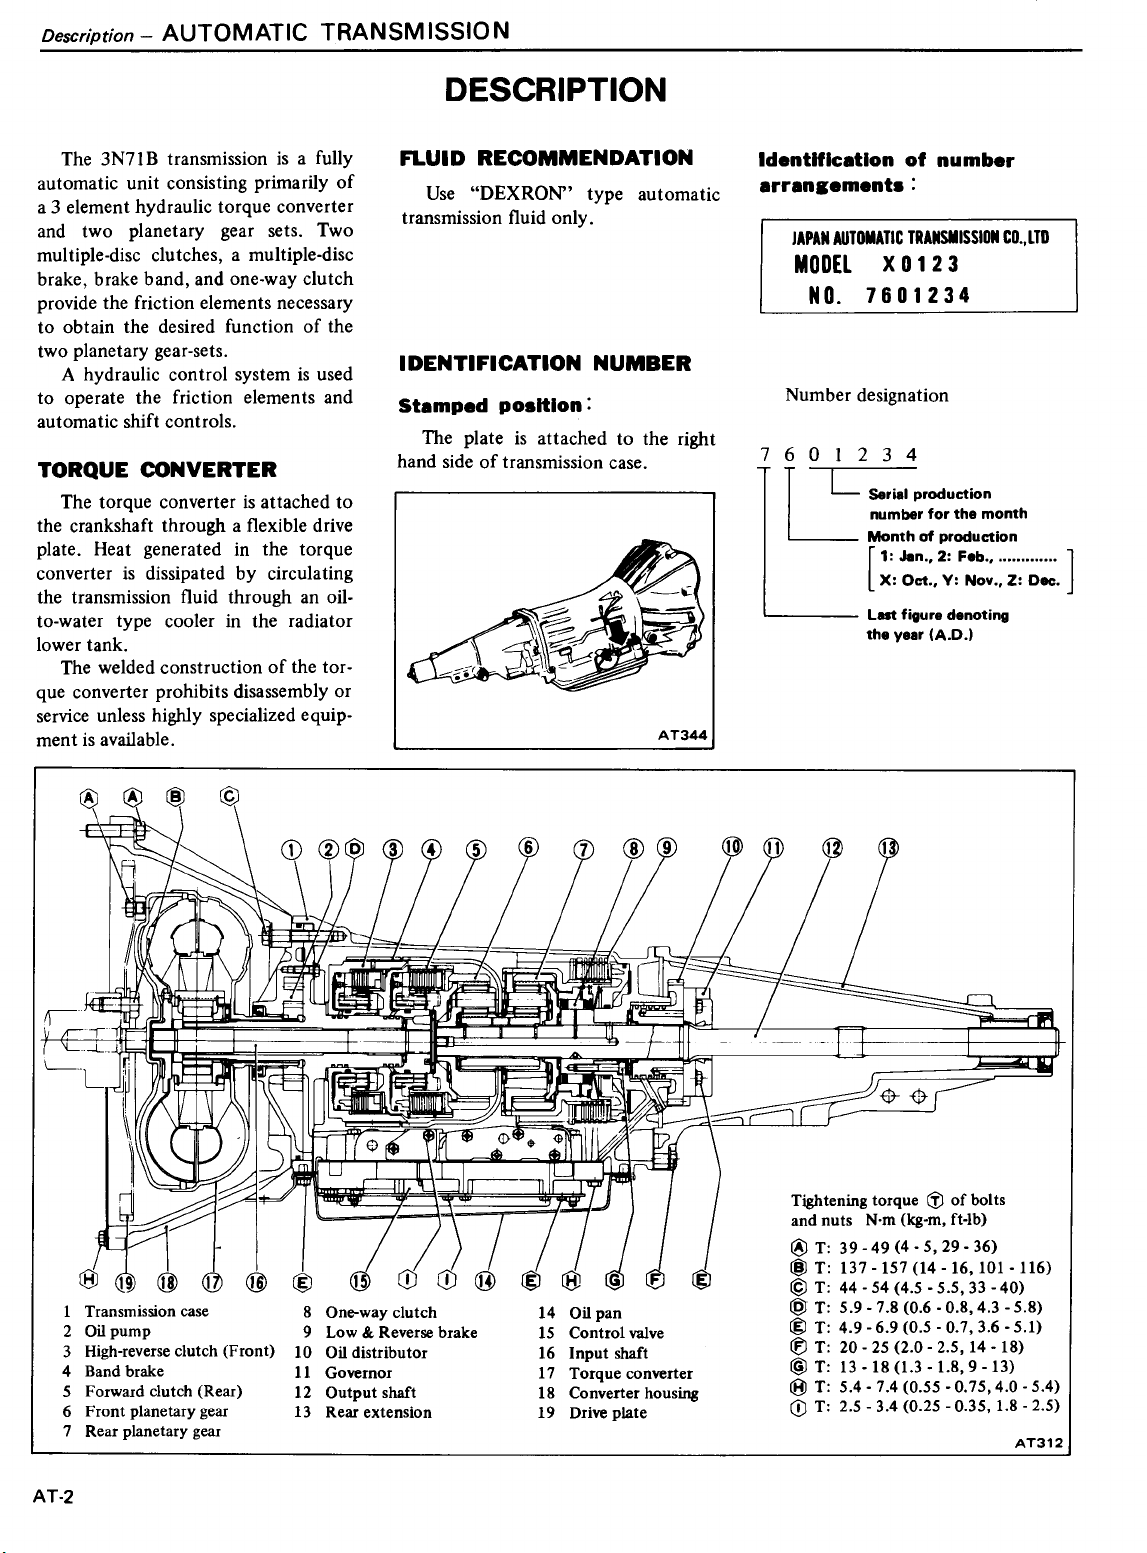 Description – AUTOMATIC TRANSMISSION
DESCRIPTION
The 3N71B transmission is a fully
automatic unit consisting primarily of
a 3 element hydraulic torque converter
and two planetary gear sets. Two
multiple-disc clutches, a multiple-disc
brake, brake band, and one-way clutch
provide the friction elements necessary
to obtain the desired function of the
two planetary gear-sets.
A hydraulic control system is used
to operate the friction elements and
automatic shift controls.
TORQUE CONVERTER
The torque converter is attached to
the crankshaft through a flexible drive
plate. Heat generated in the torque
converter is dissipated by circulating
the transmission fluid through an oil-
to-water type cooler in the radiator
lower tank.
The welded construction of the tor-
que converter prohibits disassembly or
service unless highly specialized equip-
ment is available.
FLUID RECOMMENDATION
Use “DEXRON” type automatic
transmission fluid only.
IDENTIFICATION NUMBER
Stamped position:
The plate is attached to the right
hand side of transmission case.
AT344
Identification of number
arrangements :
JAPAN AUTOMATIC TRANSMISSION CO.,LTD
MODEL X0123
NO. 7601234
Number designation
7 6 0 1 2 3 4
Serial production
number for the month
Month of production
[1: Jan., 2: Feb., .............
X: Oct., Y: Nov., Z: Dec.]
Last figure denoting
the year (A.D.)
A A B C
1 2 D 3 4 5 6 7 8 9 10 11 12 13
H 19 18 17 16 E 15 I I 14 E H G F E
1 Transmission case
2 Oil pump
3 High-reverse clutch (Front)
4 Band brake
5 Forward clutch (Rear)
6 Front planetary gear
7 Rear planetary gear
8 One-way clutch
9 Low & Reverse brake
10 Oil distributor
11 Governor
12 Output shaft
13 Rear extension
14 Oil pan
15 Control valve
16 Input shaft
17 Torque converter
18 Converter housing
19 Drive plate
Tightening torque Ⓣ of bolts
and nuts N·m (kg-m, ft-lb)
Ⓐ T: 39 - 49 (4 - 5, 29 - 36)
Ⓑ T: 137 - 157 (14 - 16, 101 - 116)
Ⓒ T: 44 - 54 (4.5 - 5.5, 33 - 40)
Ⓓ T: 5.9 - 7.8 (0.6 - 0.8, 4.3 - 5.8)
Ⓔ T: 4.9 - 6.9 (0.5 - 0.7, 3.6 - 5.1)
Ⓕ T: 20 - 25 (2.0 - 2.5, 14 - 18)
Ⓖ T: 13 - 18 (1.3 - 1.8, 9 - 13)
Ⓗ T: 5.4 - 7.4 (0.55 - 0.75, 4.0 - 5.4)
Ⓘ T: 2.5 - 3.4 (0.25 - 0.35, 1.8 - 2.5)
AT312
AT-2